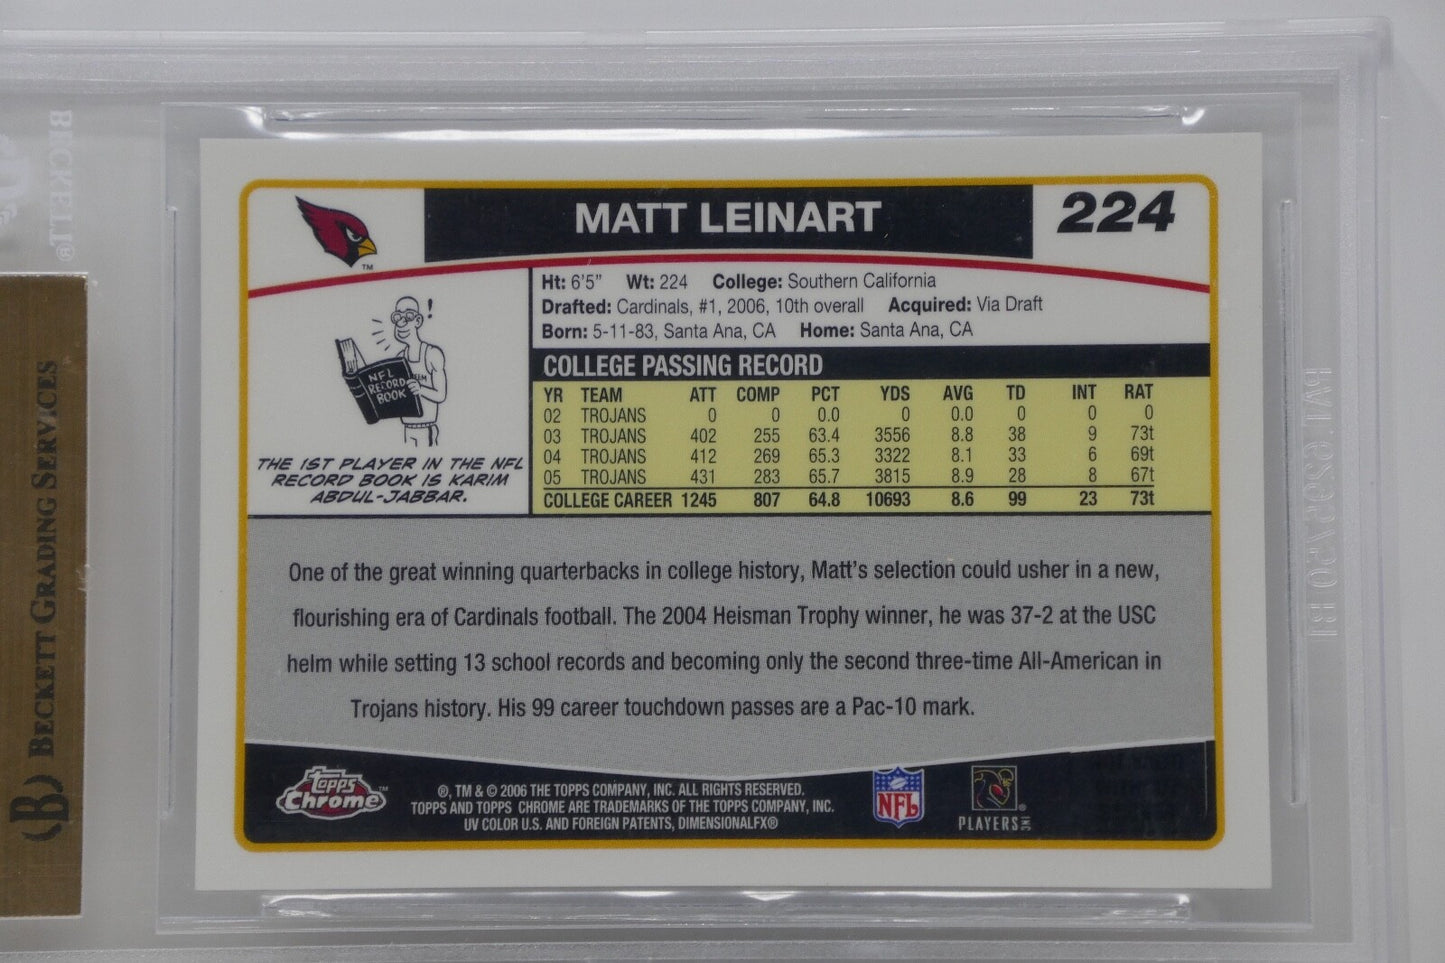 BECKETT®
BECKETT GRADING SERVICES
B
MATT LEINART
224
TM
Ht: 6'5" Wt: 224 College: Southern California
Drafted: Cardinals, #1, 2006, 10th overall Acquired: Via Draft
Born: 5-11-83, Santa Ana, CA Home: Santa Ana, CA
!
NFL
RECORD
BOOK
THE 1ST PLAYER IN THE NFL
RECORD BOOK IS KARIM
ABDUL-JABBAR.
COLLEGE PASSING RECORD
YR TEAM ATT COMP PCT YDS AVG TD INT RAT
02 TROJANS 0 0 0.0 0 0.0 0 0 0
03 TROJANS 402 255 63.4 3556 8.8 38 9 73t
04 TROJANS 412 269 65.3 3322 8.1 33 6 69t
05 TROJANS 431 283 65.7 3815 8.9 28 8 67t
COLLEGE CAREER 1245 807 64.8 10693 8.6 99 23 73t
One of the great winning quarterbacks in college history, Matt's selection could usher in a new,
flourishing era of Cardinals football. The 2004 Heisman Trophy winner, he was 37-2 at the USC
helm while setting 13 school records and becoming only the second three-time All-American in
Trojans history. His 99 career touchdown passes are a Pac-10 mark.
Topps
Chrome™
®, TM & © 2006 THE TOPPS COMPANY, INC. ALL RIGHTS RESERVED.
TOPPS AND TOPPS CHROME ARE TRADEMARKS OF THE TOPPS COMPANY, INC.
UV COLOR U.S. AND FOREIGN PATENTS, DIMENSIONALFX®
NFL
PLAYERS INC
®